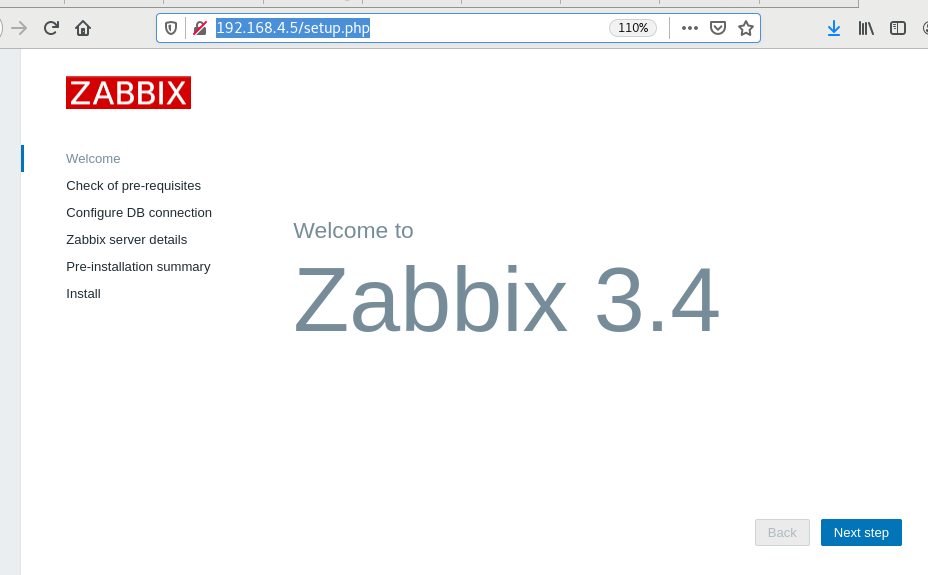 192.168.4.5/setup.php
110%
ZABBIX
Welcome
Check of pre-requisites
Configure DB connection
Zabbix server details
Pre-installation summary
Install
Welcome to
Zabbix 3.4
Back
Next step